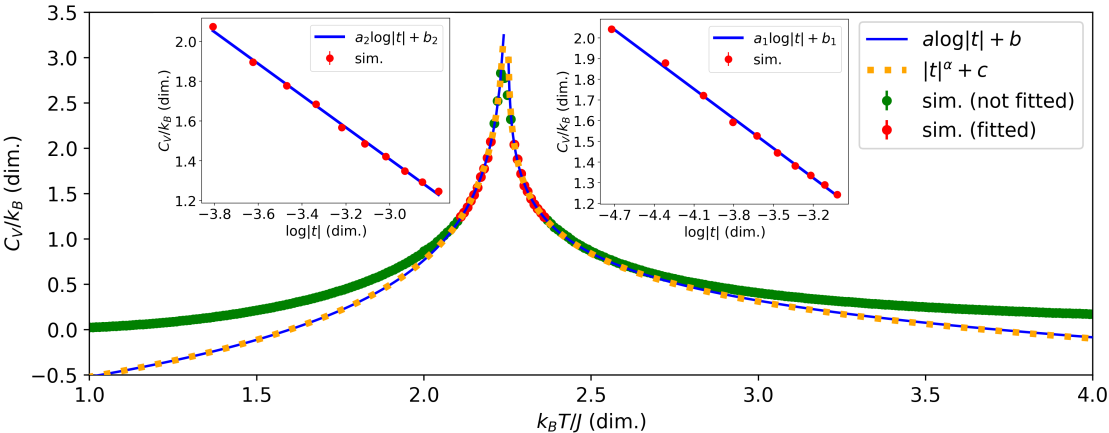 3.5
3.0
2.5
2.0
1.5
1.0
0.5
0.0
−0.5
C_V/k_B (dim.)
1.0
1.5
2.0
2.5
3.0
3.5
4.0
k_BT/J (dim.)
2.0
1.8
1.6
1.4
1.2
C_V/k_B (dim.)
−3.8
−3.6
−3.4
−3.2
−3.0
log|t| (dim.)
a₂log|t| + b₂
sim.
2.0
1.9
1.8
1.7
1.6
1.5
1.4
1.3
1.2
C_V/k_B (dim.)
−4.7
−4.4
−4.1
−3.8
−3.5
−3.2
log|t| (dim.)
a₁log|t| + b₁
sim.
alog|t| + b
|t|^α + c
sim. (not fitted)
sim. (fitted)